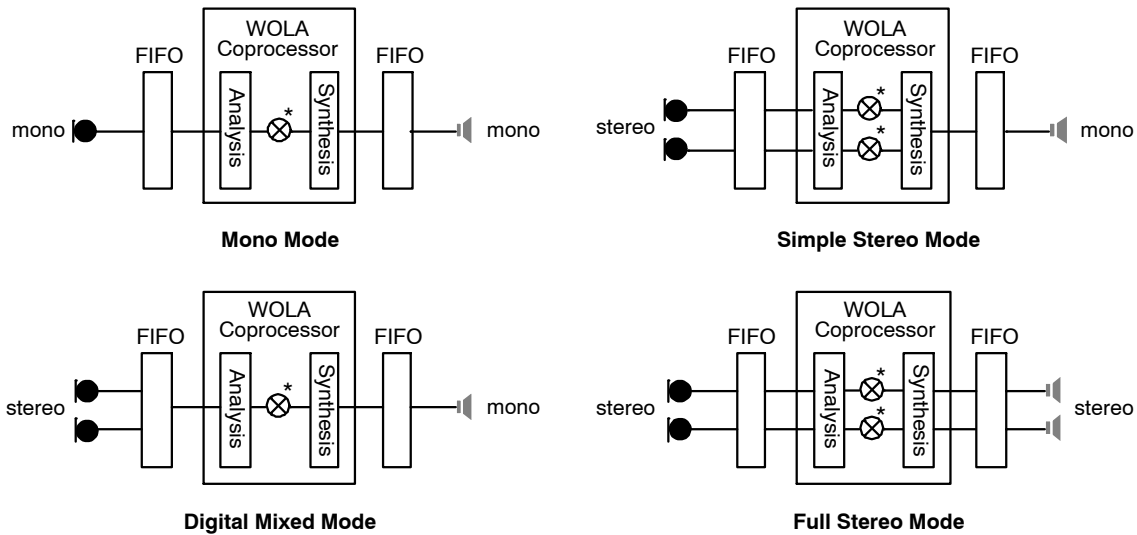 WOLA
Coprocessor
FIFO
FIFO
mono
Analysis
*
Synthesis
mono
Mono Mode
WOLA
Coprocessor
FIFO
FIFO
stereo
Analysis
*
*
Synthesis
mono
Simple Stereo Mode
WOLA
Coprocessor
FIFO
FIFO
stereo
Analysis
*
Synthesis
mono
Digital Mixed Mode
WOLA
Coprocessor
FIFO
FIFO
stereo
Analysis
*
*
Synthesis
stereo
Full Stereo Mode